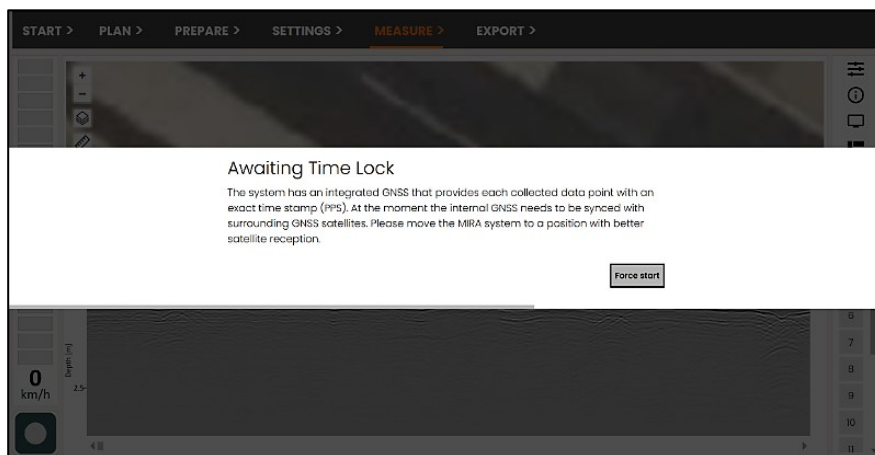 START > PLAN > PREPARE > SETTINGS > MEASURE > EXPORT >
+
−
Awaiting Time Lock
The system has an integrated GNSS that provides each collected data point with an
exact time stamp (PPS). At the moment the internal GNSS needs to be synced with
surrounding GNSS satellites. Please move the MIRA system to a position with better
satellite reception.
Force start
6
7
8
9
10
11
Depth [m]
2.5
0
km/h